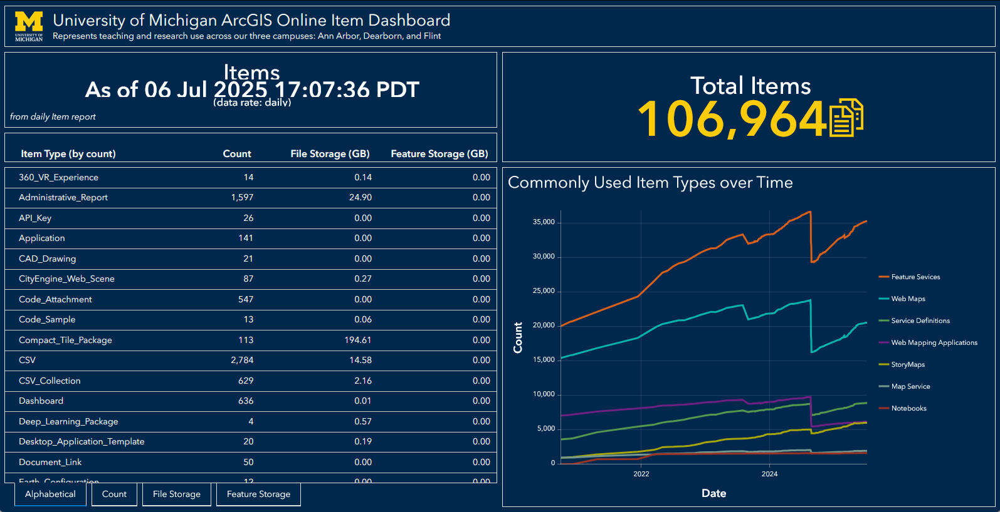 University of Michigan ArcGIS Online Item Dashboard
UNIVERSITY OF
MICHIGAN
Represents teaching and research use across our three campuses: Ann Arbor, Dearborn, and Flint
Items
As of 06 Jul 2025 17:07:36 PDT
(data rate: daily)
from daily Item report
Total Items
106,964
Item Type (by count) Count File Storage (GB) Feature Storage (GB)
360_VR_Experience 14 0.14 0.00
Administrative_Report 1,597 24.90 0.00
API_Key 26 0.00 0.00
Application 141 0.00 0.00
CAD_Drawing 21 0.00 0.00
CityEngine_Web_Scene 87 0.27 0.00
Code_Attachment 547 0.00 0.00
Code_Sample 13 0.06 0.00
Compact_Tile_Package 113 194.61 0.00
CSV 2,784 14.58 0.00
CSV_Collection 629 2.16 0.00
Dashboard 636 0.01 0.00
Deep_Learning_Package 4 0.57 0.00
Desktop_Application_Template 20 0.19 0.00
Document_Link 50 0.00 0.00
Earth_Configuration 12 0.00 0.00
Alphabetical Count File Storage Feature Storage
Commonly Used Item Types over Time
35,000
30,000
25,000
20,000
15,000
10,000
5,000
0
Count
2022 2024
Date
Feature Sevices
Web Maps
Service Definitions
Web Mapping Applications
StoryMaps
Map Service
Notebooks